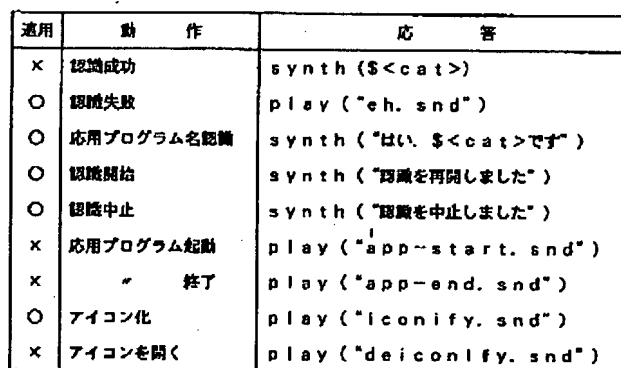 適用 動作 応答
× 認識成功 synth ($<cat>)
○ 認識失敗 play ("eh. snd")
○ 応用プログラム名認識 synth ("はい、$<cat>です")
○ 認識開始 synth ("認識を再開しました")
○ 認識中止 synth ("認識を中止しました")
× 応用プログラム起動 play ("app-start. snd")
× 〃 終了 play ("app-end. snd")
○ アイコン化 play ("iconify. snd")
× アイコンを開く play ("deiconify. snd")